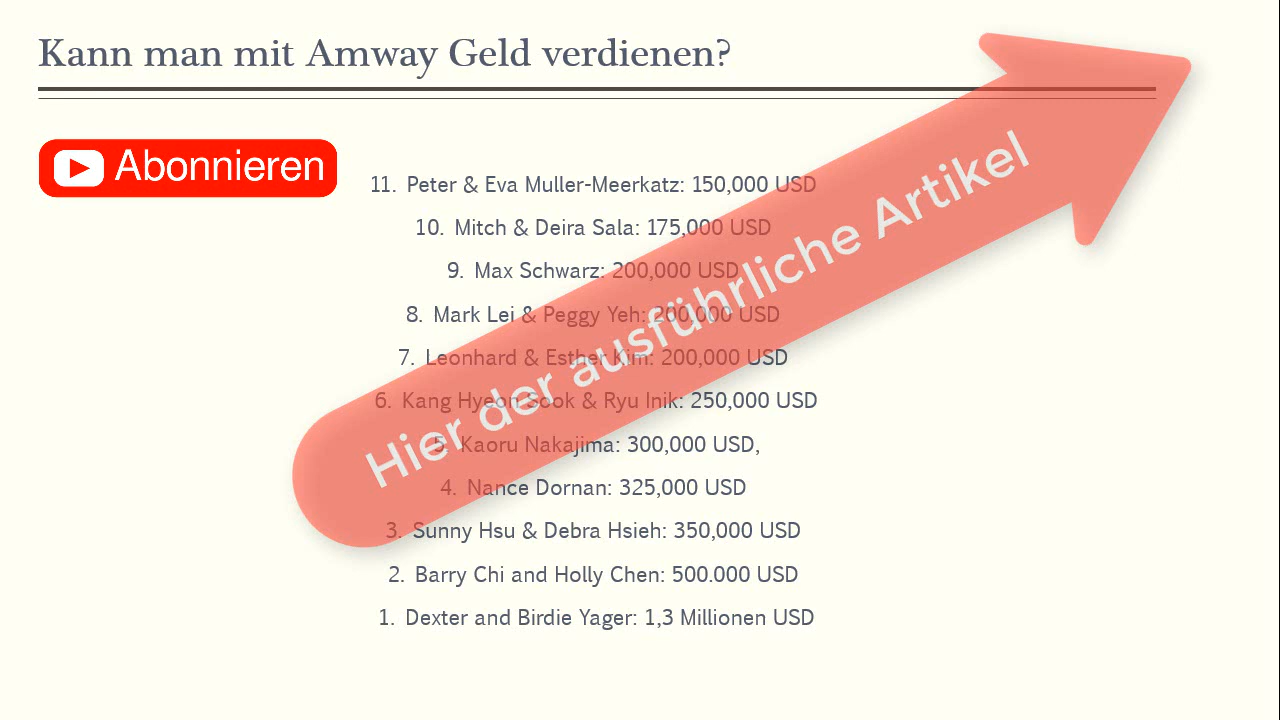 Kann man mit Amway Geld verdienen?
Abonnieren
11. Peter & Eva Muller-Meerkatz: 150,000 USD
10. Mitch & Deira Sala: 175,000 USD
9. Max Schwarz: 200,000 USD
8. Mark Lei & Peggy Yeh: 200,000 USD
7. Leonhard & Esther Kim: 200,000 USD
6. Kang Hyeon Sook & Ryu Inik: 250,000 USD
5. Kaoru Nakajima: 300,000 USD,
4. Nance Dornan: 325,000 USD
3. Sunny Hsu & Debra Hsieh: 350,000 USD
2. Barry Chi and Holly Chen: 500.000 USD
1. Dexter and Birdie Yager: 1,3 Millionen USD
Hier der ausführliche Artikel